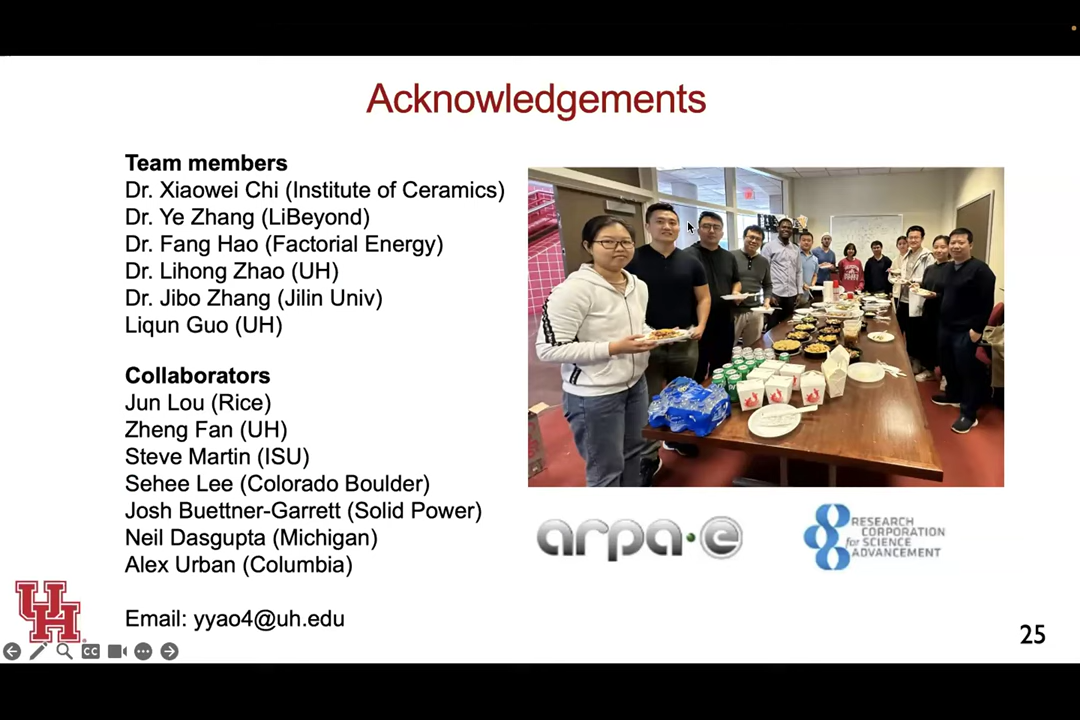 Acknowledgements
Team members
Dr. Xiaowei Chi (Institute of Ceramics)
Dr. Ye Zhang (LiBeyond)
Dr. Fang Hao (Factorial Energy)
Dr. Lihong Zhao (UH)
Dr. Jibo Zhang (Jilin Univ)
Liqun Guo (UH)
Collaborators
Jun Lou (Rice)
Zheng Fan (UH)
Steve Martin (ISU)
Sehee Lee (Colorado Boulder)
Josh Buettner-Garrett (Solid Power)
Neil Dasgupta (Michigan)
Alex Urban (Columbia)
Email: yyao4@uh.edu
arpa·e
RESEARCH
CORPORATION
for SCIENCE
ADVANCEMENT
UH
CC
25